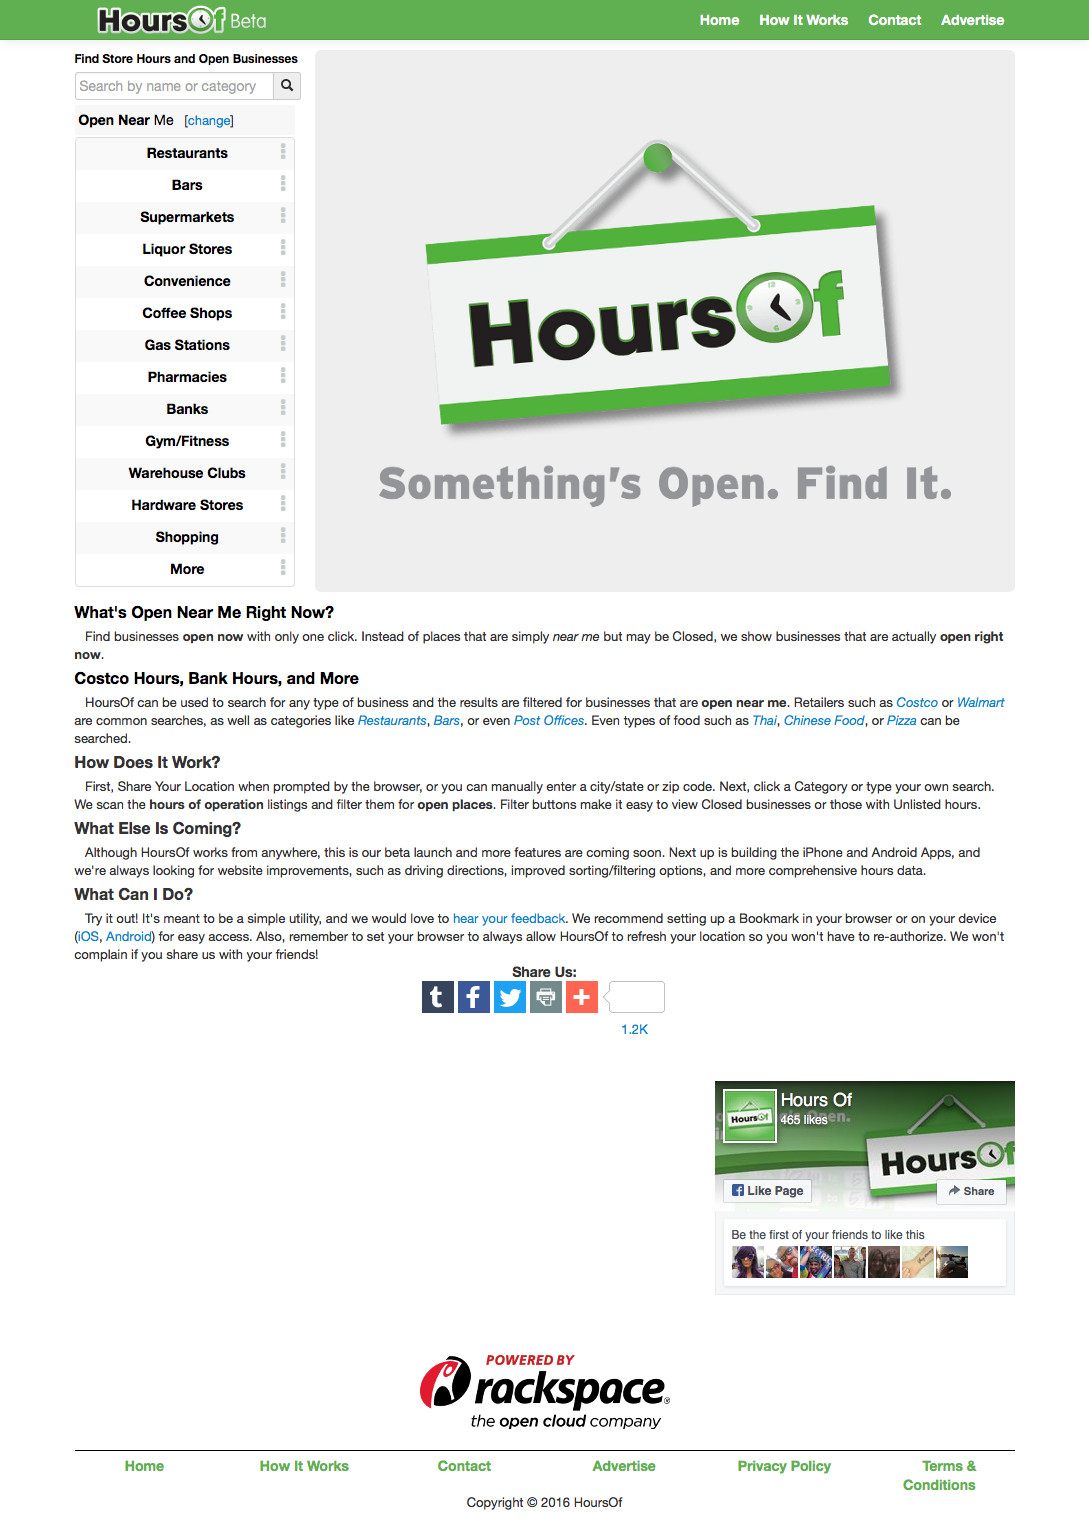 HoursOf Beta
Home How It Works Contact Advertise
Find Store Hours and Open Businesses
Search by name or category
Open Near Me [change]
Restaurants
Bars
Supermarkets
Liquor Stores
Convenience
Coffee Shops
Gas Stations
Pharmacies
Banks
Gym/Fitness
Warehouse Clubs
Hardware Stores
Shopping
More
HoursOf
12
3
6
9
Something's Open. Find It.
What's Open Near Me Right Now?
Find businesses open now with only one click. Instead of places that are simply near me but may be Closed, we show businesses that are actually open right
now.
Costco Hours, Bank Hours, and More
HoursOf can be used to search for any type of business and the results are filtered for businesses that are open near me. Retailers such as Costco or Walmart
are common searches, as well as categories like Restaurants, Bars, or even Post Offices. Even types of food such as Thai, Chinese Food, or Pizza can be
searched.
How Does It Work?
First, Share Your Location when prompted by the browser, or you can manually enter a city/state or zip code. Next, click a Category or type your own search.
We scan the hours of operation listings and filter them for open places. Filter buttons make it easy to view Closed businesses or those with Unlisted hours.
What Else Is Coming?
Although HoursOf works from anywhere, this is our beta launch and more features are coming soon. Next up is building the iPhone and Android Apps, and
we're always looking for website improvements, such as driving directions, improved sorting/filtering options, and more comprehensive hours data.
What Can I Do?
Try it out! It's meant to be a simple utility, and we would love to hear your feedback. We recommend setting up a Bookmark in your browser or on your device
(iOS, Android) for easy access. Also, remember to set your browser to always allow HoursOf to refresh your location so you won't have to re-authorize. We won't
complain if you share us with your friends!
Share Us:
1.2K
HoursOf
Hours Of
465 likes
Open.
HoursOf
Like Page
Share
Be the first of your friends to like this
POWERED BY
rackspace®
the open cloud company
Home How It Works Contact Advertise Privacy Policy Terms &
Conditions
Copyright © 2016 HoursOf